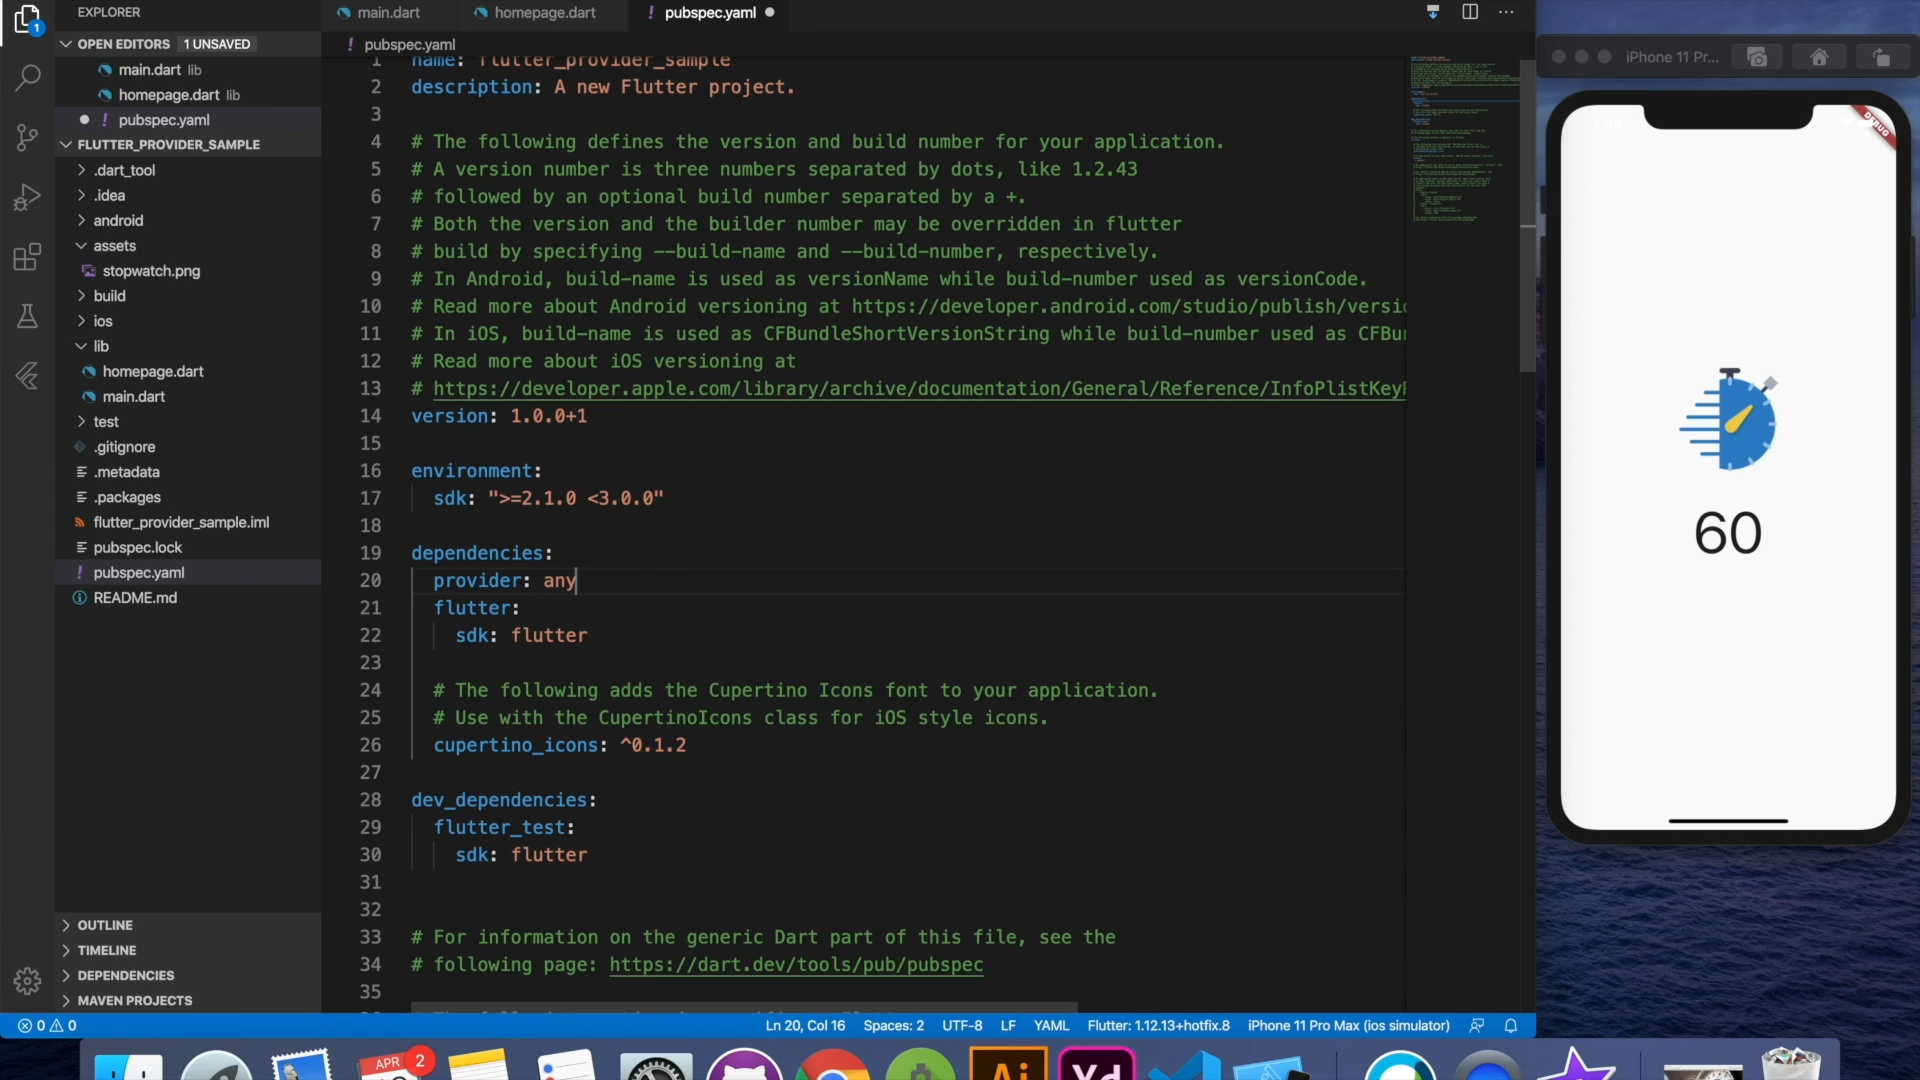 EXPLORER
main.dart
homepage.dart
! pubspec.yaml
1
OPEN EDITORS 1 UNSAVED
main.dart lib
homepage.dart lib
! pubspec.yaml
FLUTTER_PROVIDER_SAMPLE
.dart_tool
.idea
android
assets
stopwatch.png
build
ios
lib
homepage.dart
main.dart
test
.gitignore
.metadata
.packages
flutter_provider_sample.iml
pubspec.lock
! pubspec.yaml
README.md
OUTLINE
TIMELINE
DEPENDENCIES
MAVEN PROJECTS
! pubspec.yaml
1 name: flutter_provider_sample
2 description: A new Flutter project.
3
4 # The following defines the version and build number for your application.
5 # A version number is three numbers separated by dots, like 1.2.43
6 # followed by an optional build number separated by a +.
7 # Both the version and the builder number may be overridden in flutter
8 # build by specifying --build-name and --build-number, respectively.
9 # In Android, build-name is used as versionName while build-number used as versionCode.
10 # Read more about Android versioning at https://developer.android.com/studio/publish/versio
11 # In iOS, build-name is used as CFBundleShortVersionString while build-number used as CFBu
12 # Read more about iOS versioning at
13 # https://developer.apple.com/library/archive/documentation/General/Reference/InfoPlistKey
14 version: 1.0.0+1
15
16 environment:
17 sdk: ">=2.1.0 <3.0.0"
18
19 dependencies:
20 provider: any
21 flutter:
22 sdk: flutter
23
24 # The following adds the Cupertino Icons font to your application.
25 # Use with the CupertinoIcons class for iOS style icons.
26 cupertino_icons: ^0.1.2
27
28 dev_dependencies:
29 flutter_test:
30 sdk: flutter
31
32
33 # For information on the generic Dart part of this file, see the
34 # following page: https://dart.dev/tools/pub/pubspec
35
iPhone 11 Pr...
DEBUG
60
0 0
Ln 20, Col 16
Spaces: 2
UTF-8
LF
YAML
Flutter: 1.12.13+hotfix.8
iPhone 11 Pro Max (ios simulator)
APR
2
Ai
Xd